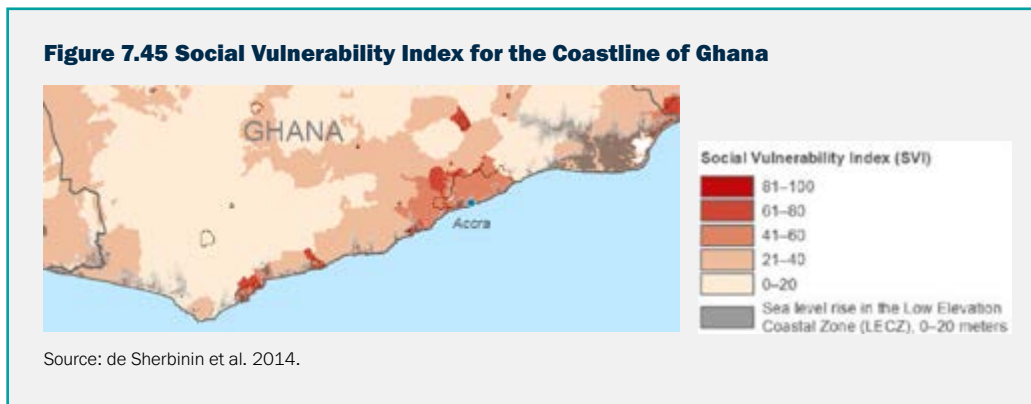 Figure 7.45 Social Vulnerability Index for the Coastline of Ghana
GHANA
Accra
Social Vulnerability Index (SVI)
81–100
61–80
41–60
21–40
0–20
Sea level rise in the Low Elevation
Coastal Zone (LECZ), 0–20 meters
Source: de Sherbinin et al. 2014.